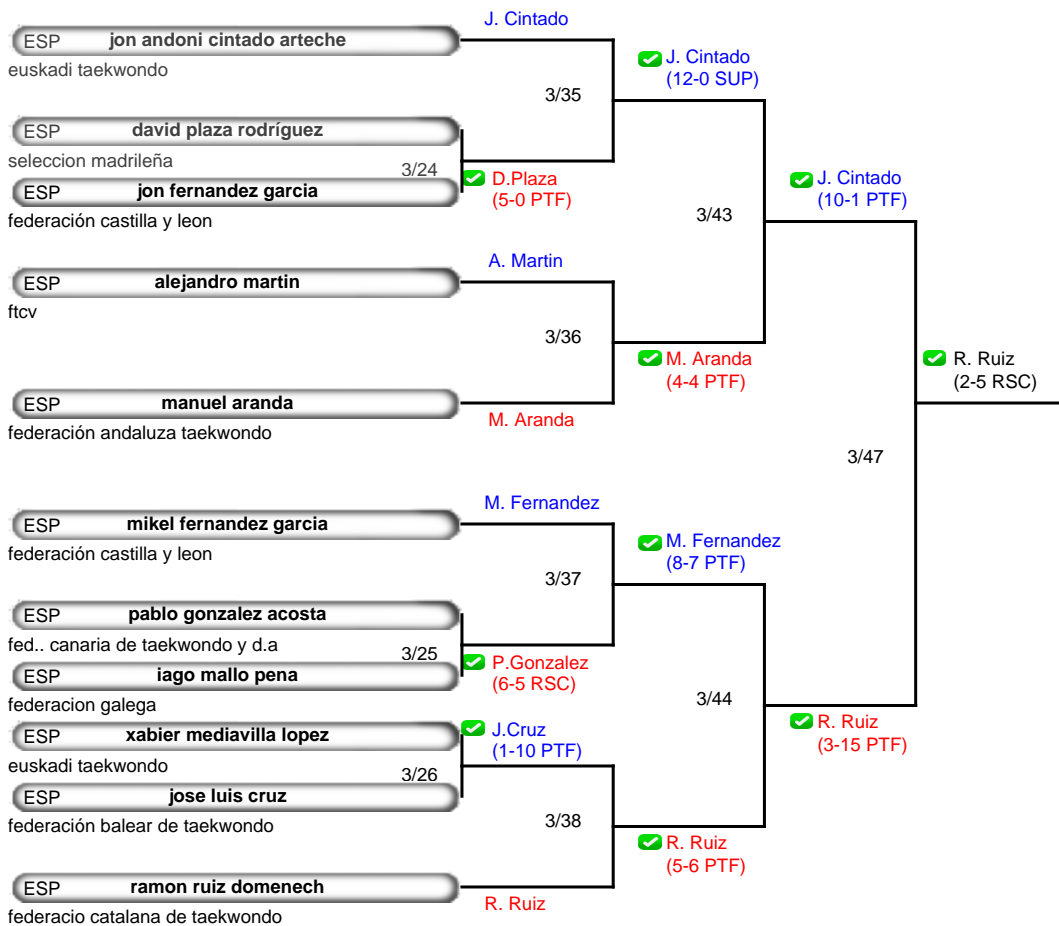 J. Cintado
ESP jon andoni cintado arteche
euskadi taekwondo
J. Cintado
(12-0 SUP)
3/35
ESP david plaza rodríguez
seleccion madrileña
3/24
D.Plaza
(5-0 PTF)
ESP jon fernandez garcia
federación castilla y leon
J. Cintado
(10-1 PTF)
3/43
A. Martin
ESP alejandro martin
ftcv
3/36
M. Aranda
(4-4 PTF)
R. Ruiz
(2-5 RSC)
ESP manuel aranda
M. Aranda
federación andaluza taekwondo
3/47
M. Fernandez
ESP mikel fernandez garcia
federación castilla y leon
M. Fernandez
(8-7 PTF)
3/37
ESP pablo gonzalez acosta
fed.. canaria de taekwondo y d.a
3/25
P.Gonzalez
(6-5 RSC)
ESP iago mallo pena
federacion galega
3/44
R. Ruiz
(3-15 PTF)
ESP xabier mediavilla lopez
J.Cruz
(1-10 PTF)
euskadi taekwondo
3/26
ESP jose luis cruz
federación balear de taekwondo
3/38
R. Ruiz
(5-6 PTF)
ESP ramon ruiz domenech
R. Ruiz
federacio catalana de taekwondo